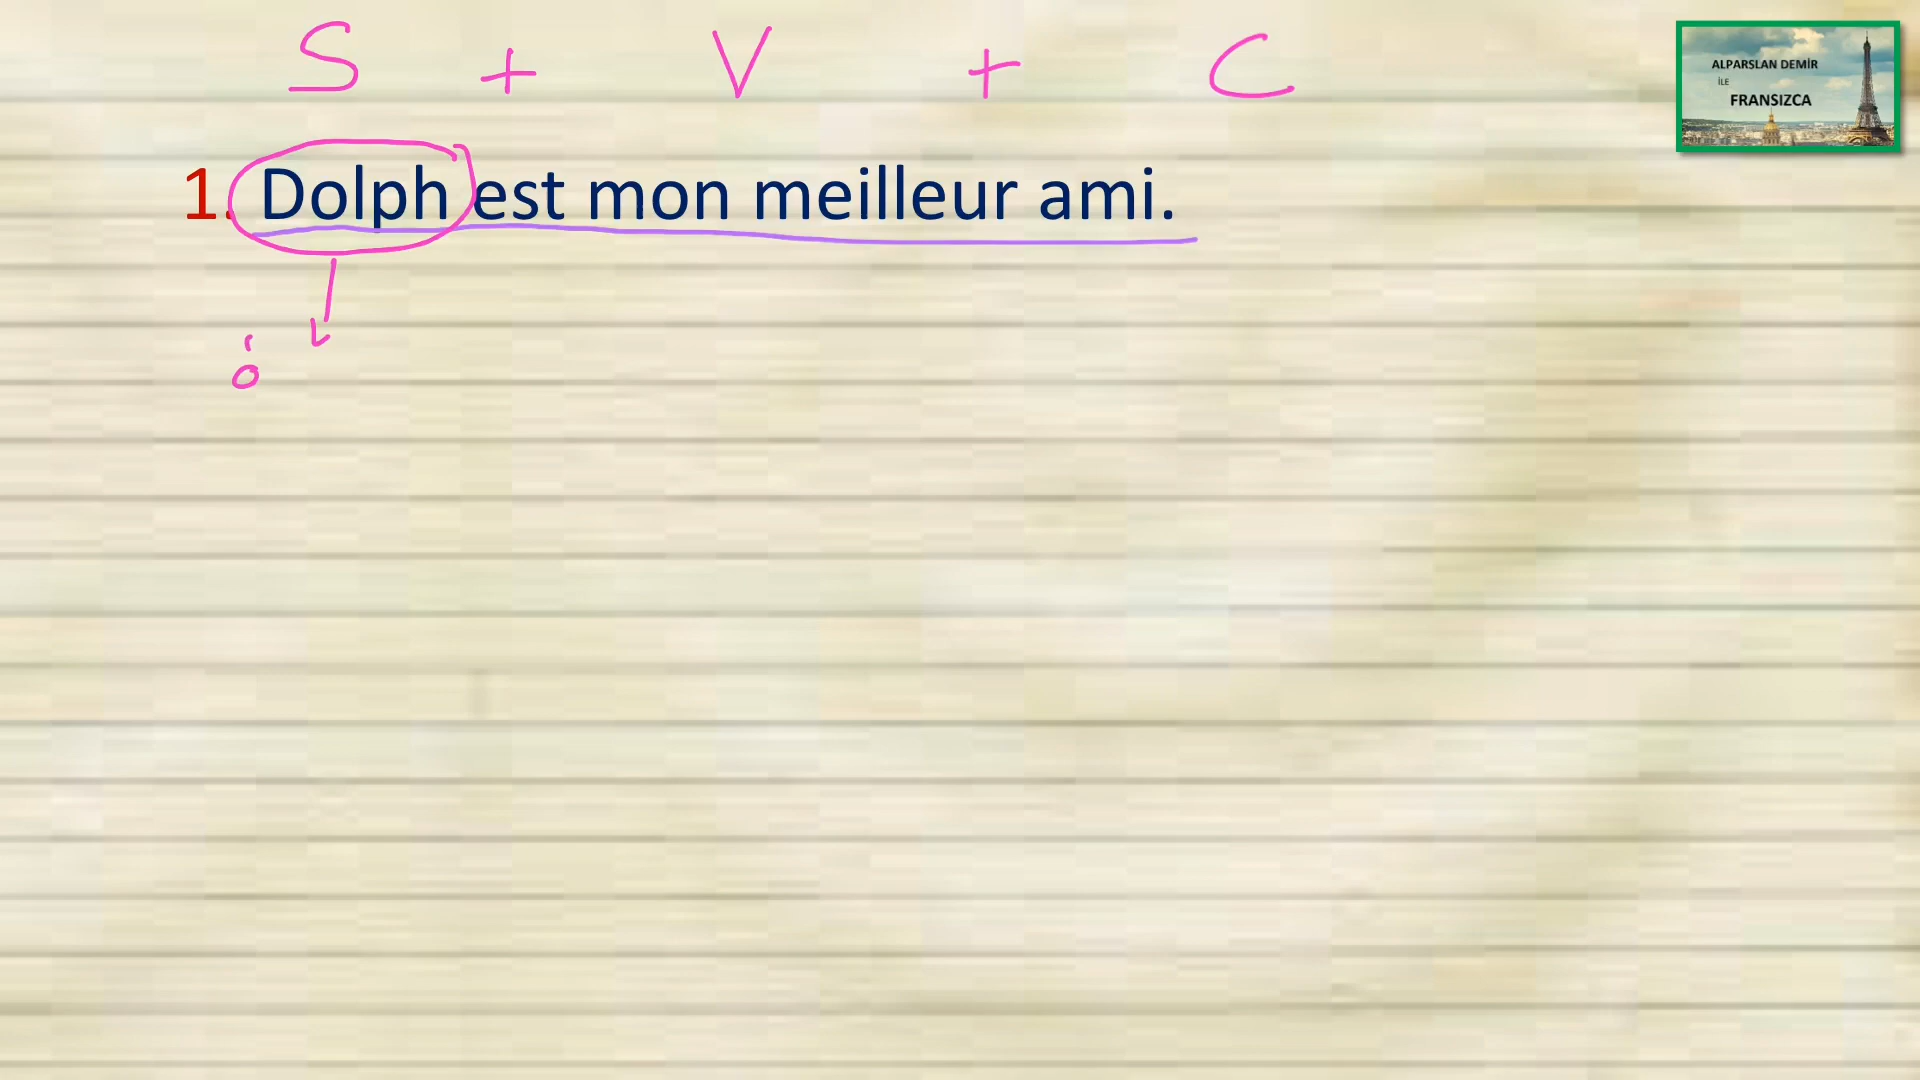 S + V + C
ALPARSLAN DEMİR
İLE
FRANSIZCA
1. Dolph est mon meilleur ami.